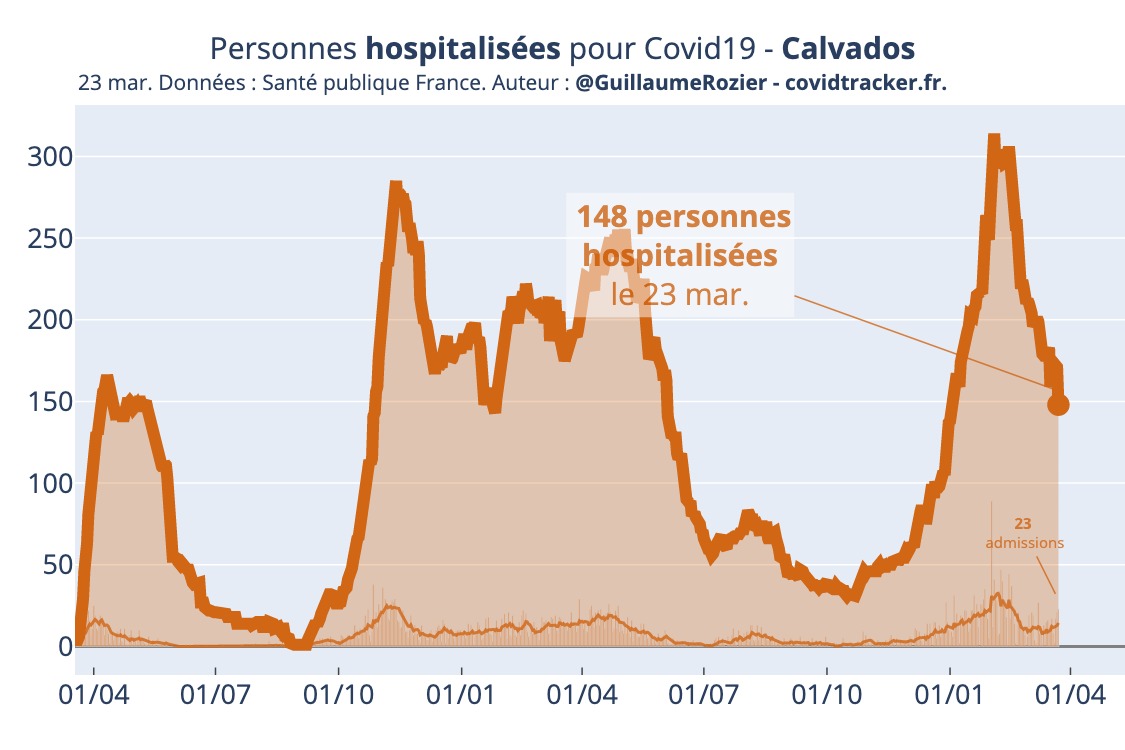 Personnes hospitalisées pour Covid19 - Calvados
23 mar. Données : Santé publique France. Auteur : @GuillaumeRozier - covidtracker.fr.
300
250
200
150
100
50
0
148 personnes
hospitalisées
le 23 mar.
23
admissions
01/04 01/07 01/10 01/01 01/04 01/07 01/10 01/01 01/04